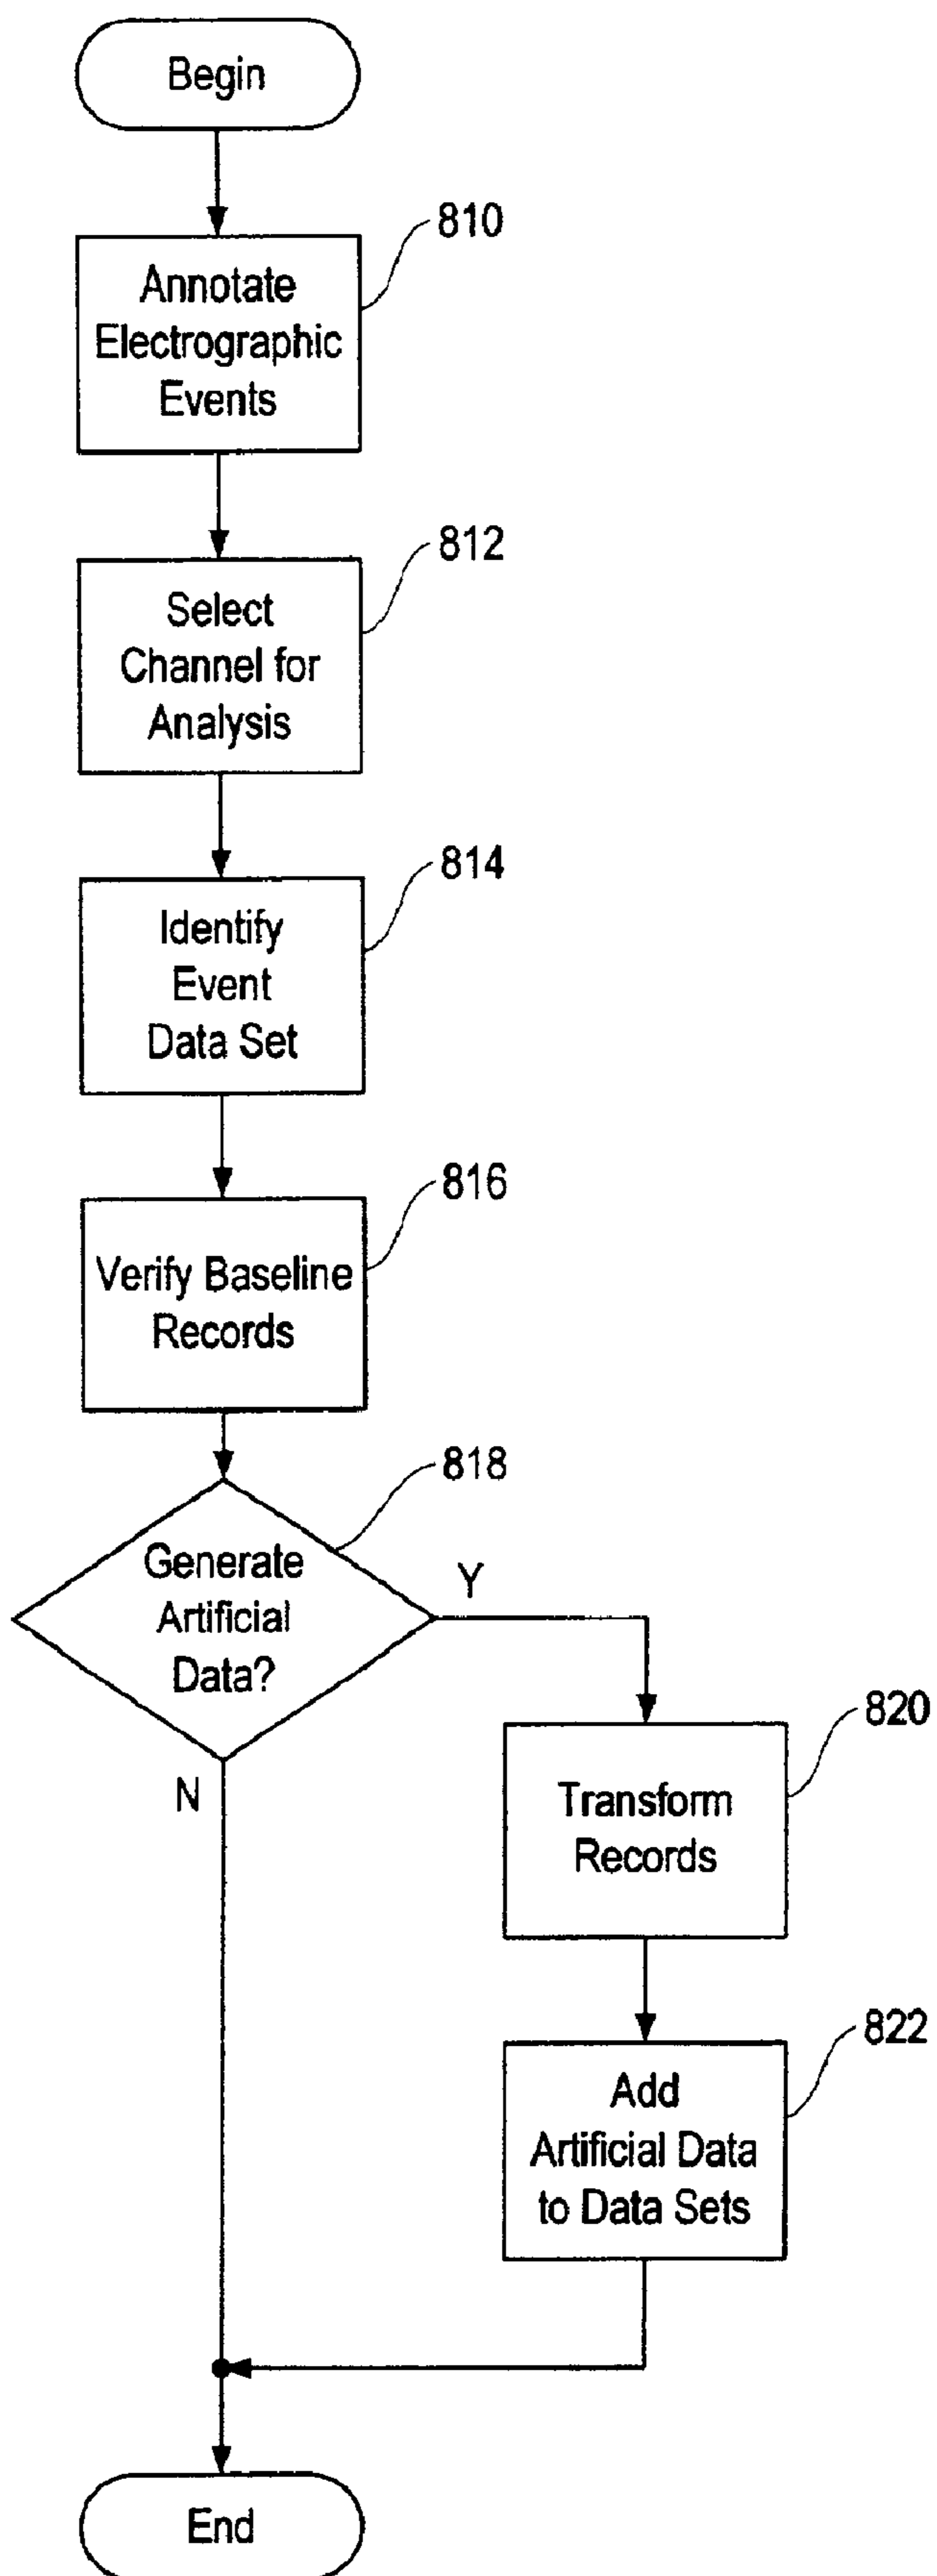 Begin
810
Annotate
Electrographic
Events
812
Select
Channel for
Analysis
814
Identify
Event
Data Set
816
Verify Baseline
Records
818
Generate
Artificial
Data?
Y
N
820
Transform
Records
822
Add
Artificial Data
to Data Sets
End